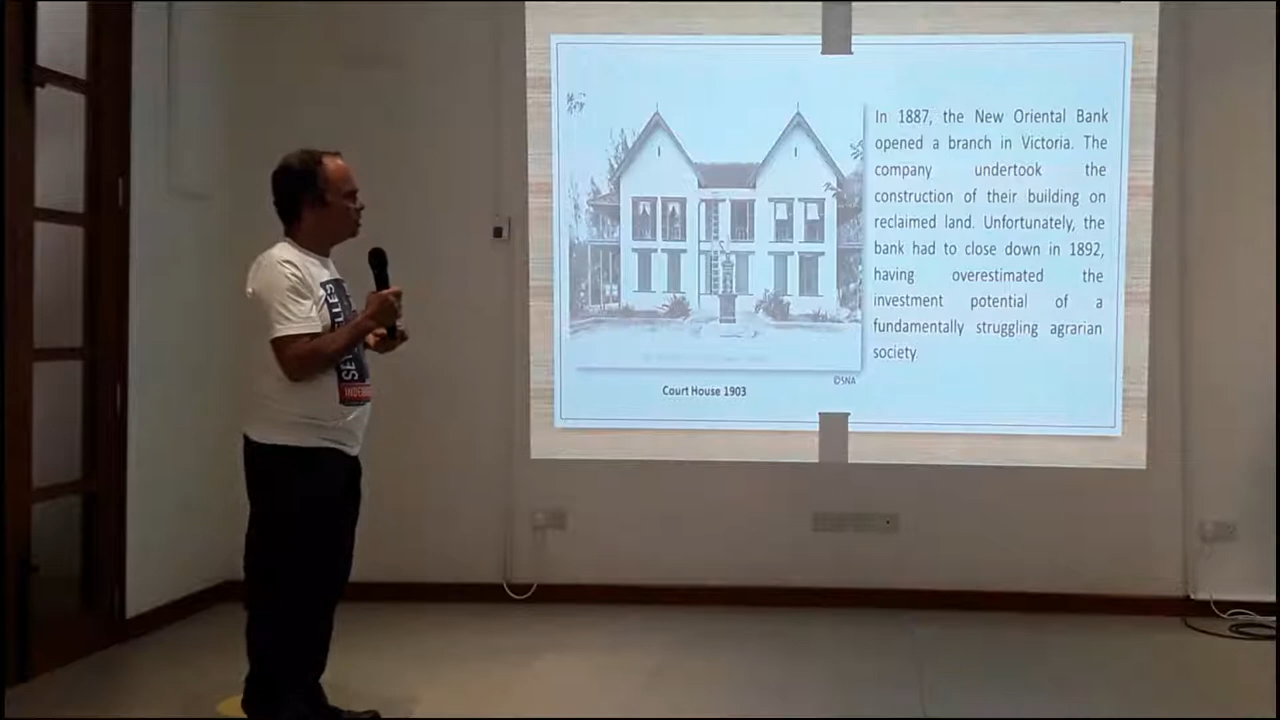 In 1887, the New Oriental Bank
opened a branch in Victoria. The
company undertook the
construction of their building on
reclaimed land. Unfortunately, the
bank had to close down in 1892,
having overestimated the
investment potential of a
fundamentally struggling agrarian
society.
©SNA
Court House 1903